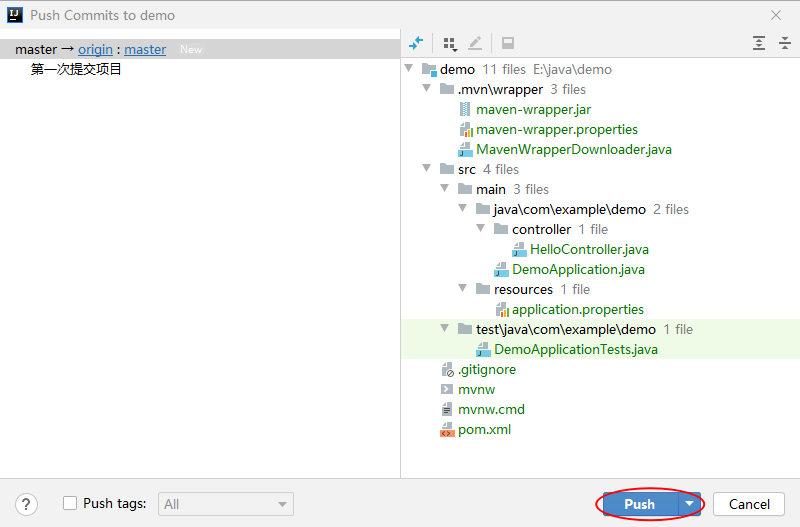 Push Commits to demo
master → origin : master New
第一次提交项目
demo 11 files E:\java\demo
.mvn\wrapper 3 files
maven-wrapper.jar
maven-wrapper.properties
MavenWrapperDownloader.java
src 4 files
main 3 files
java\com\example\demo 2 files
controller 1 file
HelloController.java
DemoApplication.java
resources 1 file
application.properties
test\java\com\example\demo 1 file
DemoApplicationTests.java
.gitignore
mvnw
mvnw.cmd
pom.xml
? Push tags: All Push Cancel